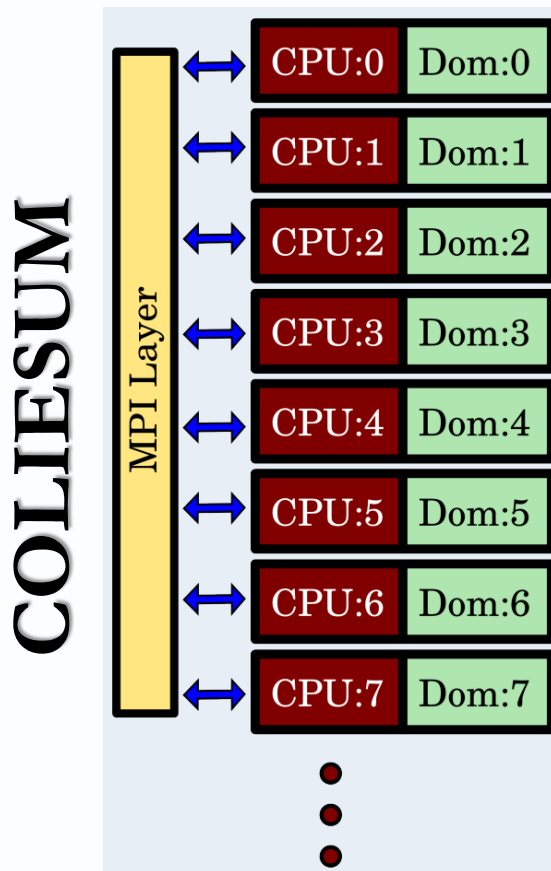 COLIESUM
MPI Layer
CPU:0 Dom:0
CPU:1 Dom:1
CPU:2 Dom:2
CPU:3 Dom:3
CPU:4 Dom:4
CPU:5 Dom:5
CPU:6 Dom:6
CPU:7 Dom:7